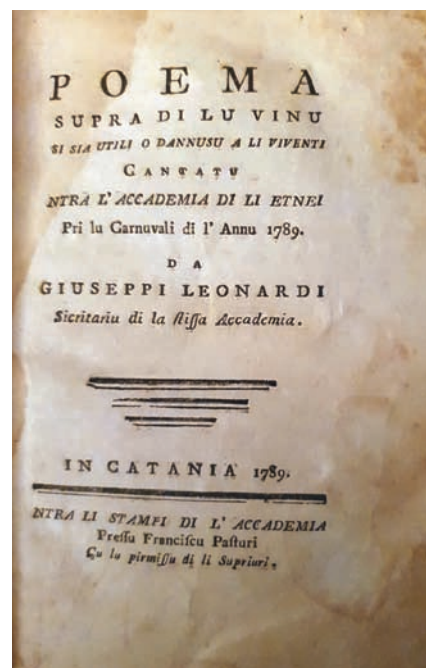 POEMA
SUPRA DI LU VINU
SI SIA UTILI O DANNUSU A LI VIVENTI
CANTATU
NTRA L'ACCADEMIA DI LI ETNEI
Pri lu Carnuvali di l' Annu 1789.
DA
GIUSEPPI LEONARDI
Sicritariu di la ſtiſſa Accademia.
IN CATANIA 1789.
NTRA LI STAMPI DI L' ACCADEMIA
Preſſu Franciſcu Paſturi
Cu lu pirmiſſu di li Supriuri.